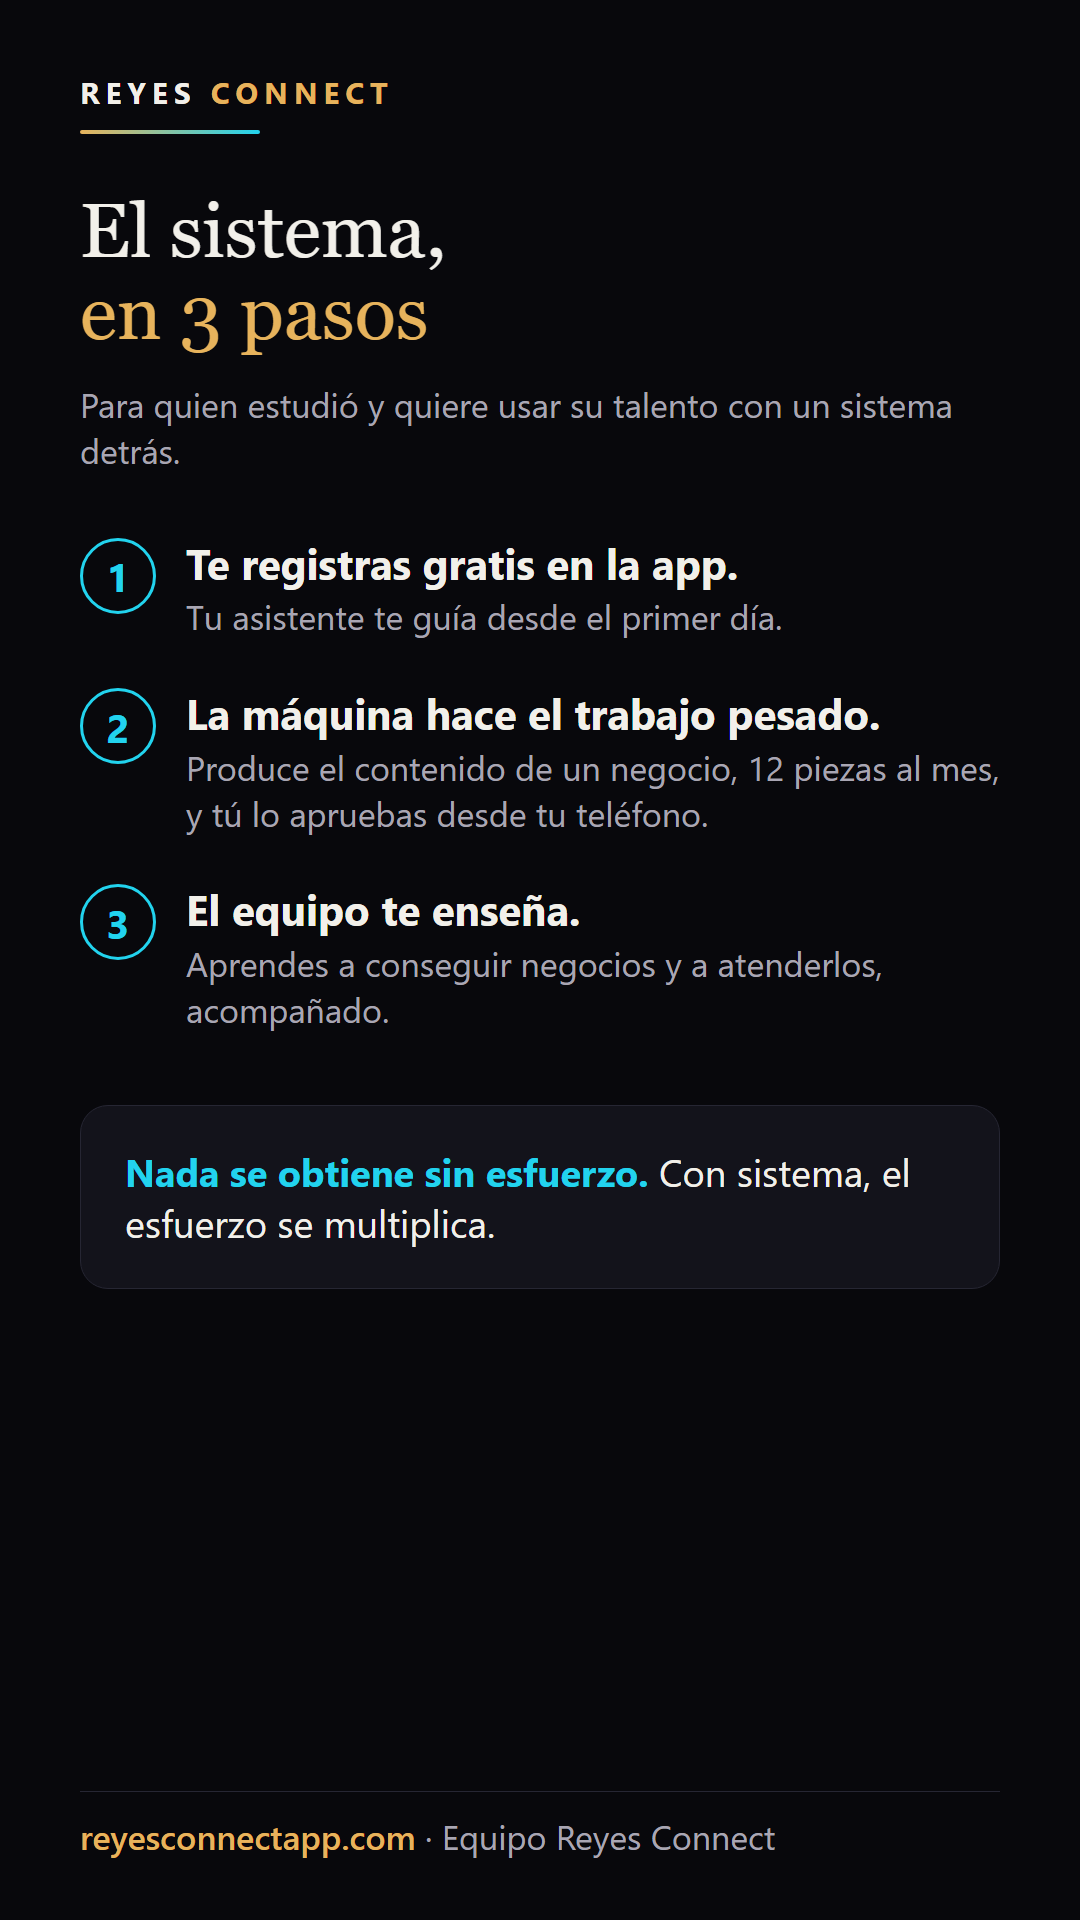 REYES CONNECT
El sistema,
en 3 pasos
Para quien estudió y quiere usar su talento con un sistema
detrás.
1
Te registras gratis en la app.
Tu asistente te guía desde el primer día.
2
La máquina hace el trabajo pesado.
Produce el contenido de un negocio, 12 piezas al mes,
y tú lo apruebas desde tu teléfono.
3
El equipo te enseña.
Aprendes a conseguir negocios y a atenderlos,
acompañado.
Nada se obtiene sin esfuerzo. Con sistema, el
esfuerzo se multiplica.
reyesconnectapp.com · Equipo Reyes Connect